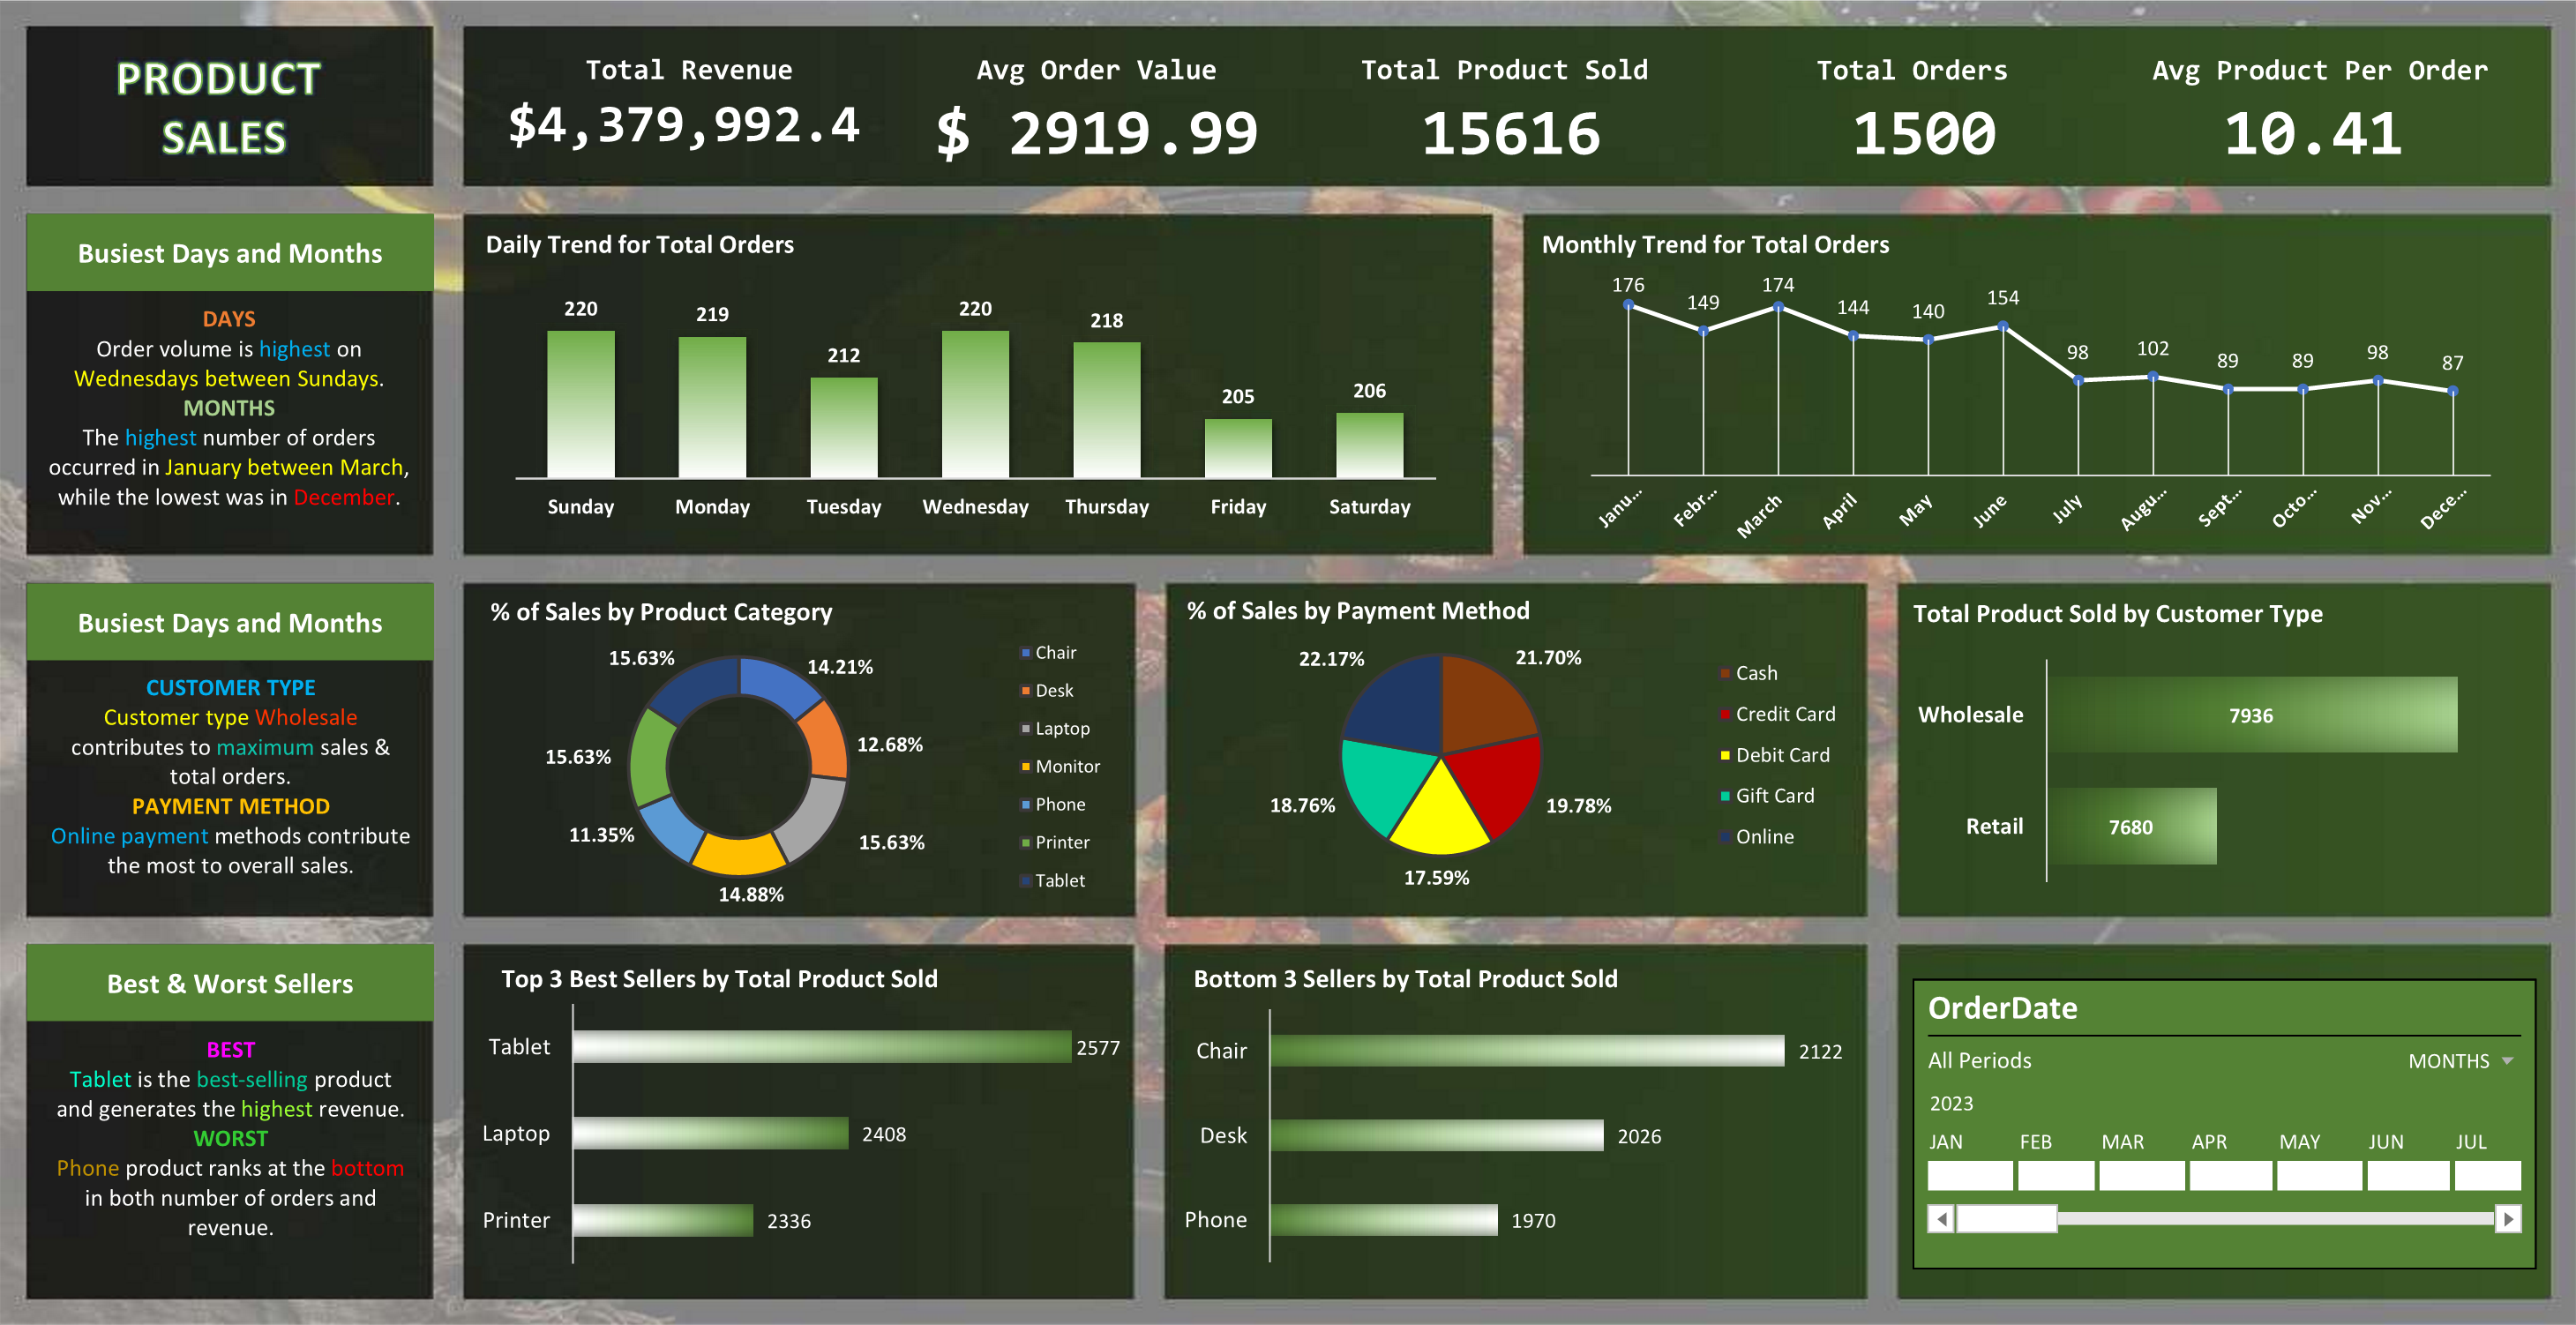 PRODUCT
SALES
Total Revenue
$4,379,992.4
Avg Order Value
$ 2919.99
Total Product Sold
15616
Total Orders
1500
Avg Product Per Order
10.41
Busiest Days and Months
DAYS
Order volume is highest on
Wednesdays between Sundays.
MONTHS
The highest number of orders
occurred in January between March,
while the lowest was in December.
Daily Trend for Total Orders
220
219
212
220
218
205
206
Sunday
Monday
Tuesday
Wednesday
Thursday
Friday
Saturday
Monthly Trend for Total Orders
176
149
174
144
140
154
98
102
89
89
98
87
Janu...
Febr...
March
April
May
June
July
Augu...
Sept...
Octo...
Nov...
Dece...
Busiest Days and Months
CUSTOMER TYPE
Customer type Wholesale
contributes to maximum sales &
total orders.
PAYMENT METHOD
Online payment methods contribute
the most to overall sales.
% of Sales by Product Category
15.63%
14.21%
12.68%
15.63%
14.88%
11.35%
15.63%
Chair
Desk
Laptop
Monitor
Phone
Printer
Tablet
% of Sales by Payment Method
22.17%
21.70%
19.78%
17.59%
18.76%
Cash
Credit Card
Debit Card
Gift Card
Online
Total Product Sold by Customer Type
Wholesale
7936
Retail
7680
Best & Worst Sellers
BEST
Tablet is the best-selling product
and generates the highest revenue.
WORST
Phone product ranks at the bottom
in both number of orders and
revenue.
Top 3 Best Sellers by Total Product Sold
Tablet
2577
Laptop
2408
Printer
2336
Bottom 3 Sellers by Total Product Sold
Chair
2122
Desk
2026
Phone
1970
OrderDate
All Periods
MONTHS
2023
JAN
FEB
MAR
APR
MAY
JUN
JUL